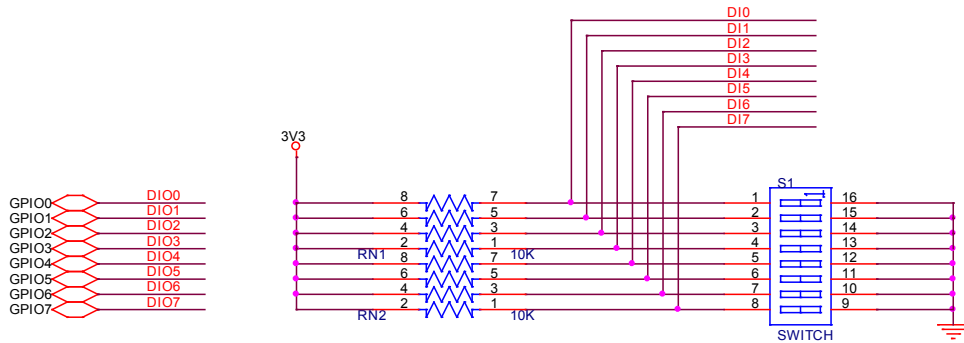 DI0
DI1
DI2
DI3
DI4
DI5
DI6
DI7
3V3
S1
GPIO0 DIO0 8 7 1 16
GPIO1 DIO1 6 5 2 15
GPIO2 DIO2 4 3 3 14
GPIO3 DIO3 2 1 4 13
RN1 10K
GPIO4 DIO4 8 7 5 12
GPIO5 DIO5 6 5 6 11
GPIO6 DIO6 4 3 7 10
GPIO7 DIO7 2 1 8 9
RN2 10K
SWITCH